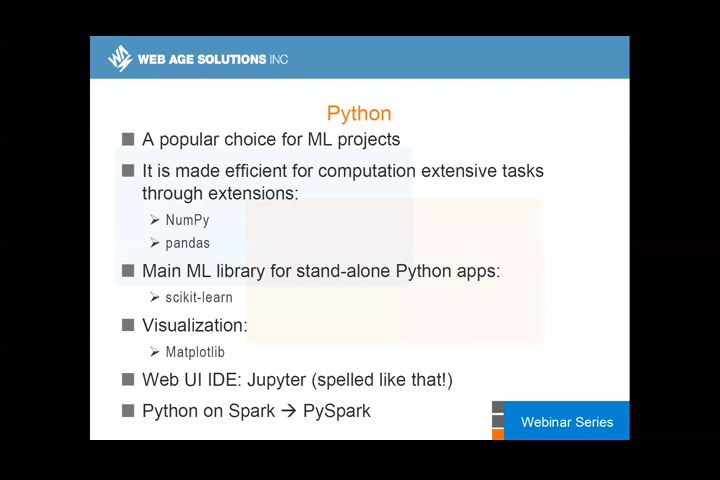 WEB AGE SOLUTIONS INC
Python
A popular choice for ML projects
It is made efficient for computation extensive tasks
through extensions:
NumPy
pandas
Main ML library for stand-alone Python apps:
scikit-learn
Visualization:
Matplotlib
Web UI IDE: Jupyter (spelled like that!)
Python on Spark → PySpark
Webinar Series